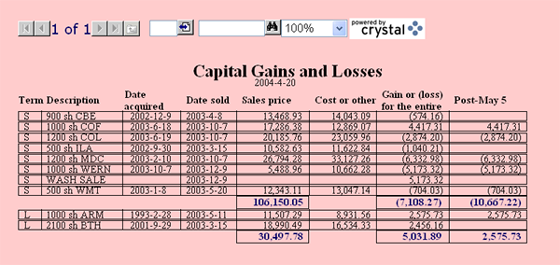 1 of 1 100% powered by crystal
Capital Gains and Losses
2004-4-20
Term Description Date acquired Date sold Sales price Cost or other Gain or (loss) for the entire Post-May 5
S 900 sh CBE 2002-12-9 2003-4-8 13,468.93 14,043.09 (574.16)
S 1000 sh COF 2003-6-18 2003-10-7 17,286.38 12,869.07 4,417.31 4,417.31
S 1200 sh COL 2003-6-19 2003-10-7 20,185.76 23,059.96 (2,874.20) (2,874.20)
S 500 sh ILA 2002-9-30 2003-3-15 10,582.63 11,622.84 (1,040.21)
S 1200 sh MDC 2003-2-10 2003-10-7 26,794.28 33,127.26 (6,332.98) (6,332.98)
S 1000 sh WERN 2003-10-7 2003-12-9 5,488.96 10,662.28 (5,173.32) (5,173.32)
S WASH SALE 2003-12-9 5,173.32
S 500 sh WMT 2003-1-8 2003-5-20 12,343.11 13,047.14 (704.03) (704.03)
106,150.05 (7,108.27) (10,667.22)
L 1000 sh ARM 1993-2-28 2003-5-11 11,507.29 8,931.56 2,575.73 2,575.73
L 2100 sh BTH 2001-9-29 2003-3-15 18,990.49 16,534.33 2,456.16
30,497.78 5,031.89 2,575.73